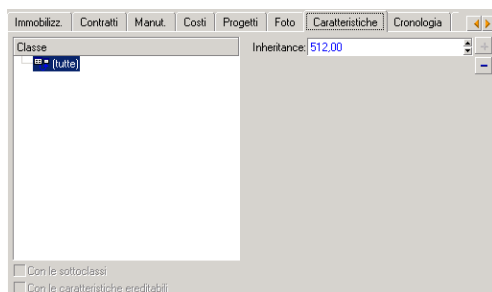 Immobilizz. Contratti Manut. Costi Progetti Foto Caratteristiche Cronologia
Classe
Inheritance: 512,00
(tutte)
Con le sottoclassi
Con le caratteristiche ereditabili